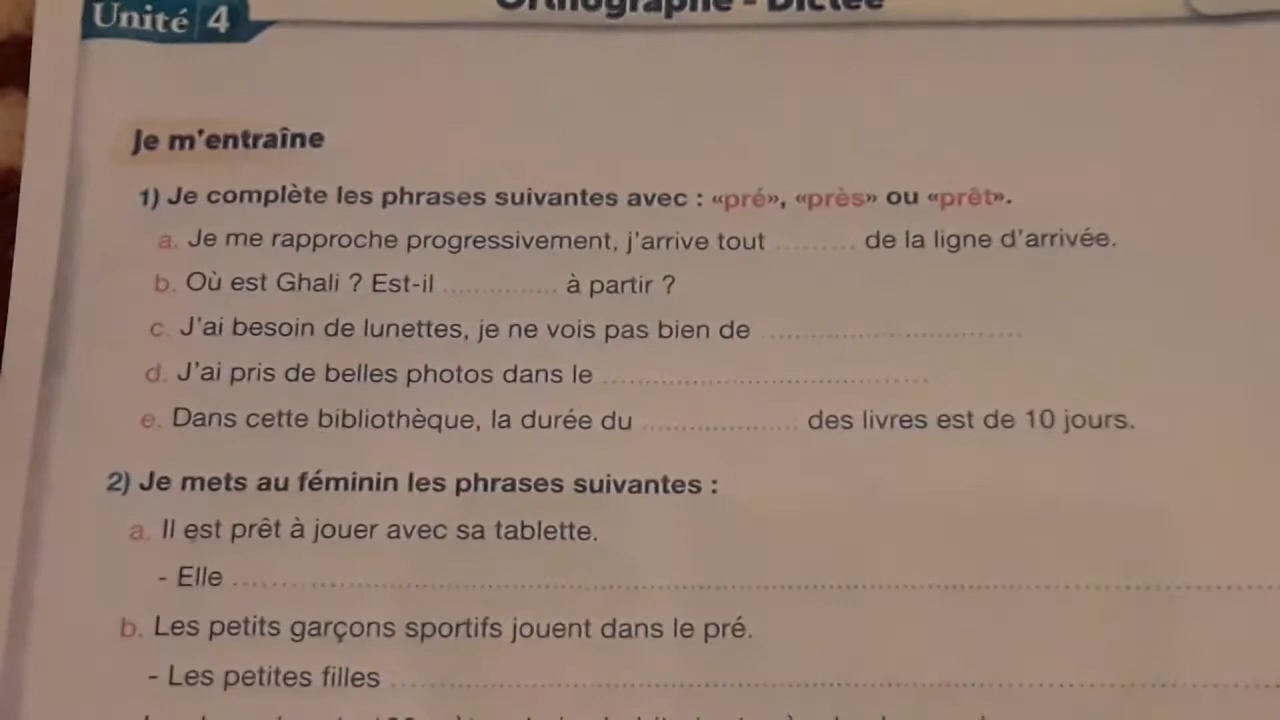 Unité 4
Orthographe - Dictée
Je m'entraîne
1) Je complète les phrases suivantes avec : «pré», «près» ou «prêt».
a. Je me rapproche progressivement, j'arrive tout ......... de la ligne d'arrivée.
b. Où est Ghali ? Est-il ............. à partir ?
c. J'ai besoin de lunettes, je ne vois pas bien de .............................
d. J'ai pris de belles photos dans le ....................................
e. Dans cette bibliothèque, la durée du .................. des livres est de 10 jours.
2) Je mets au féminin les phrases suivantes :
a. Il est prêt à jouer avec sa tablette.
- Elle ................................................................
b. Les petits garçons sportifs jouent dans le pré.
- Les petites filles ................................................................